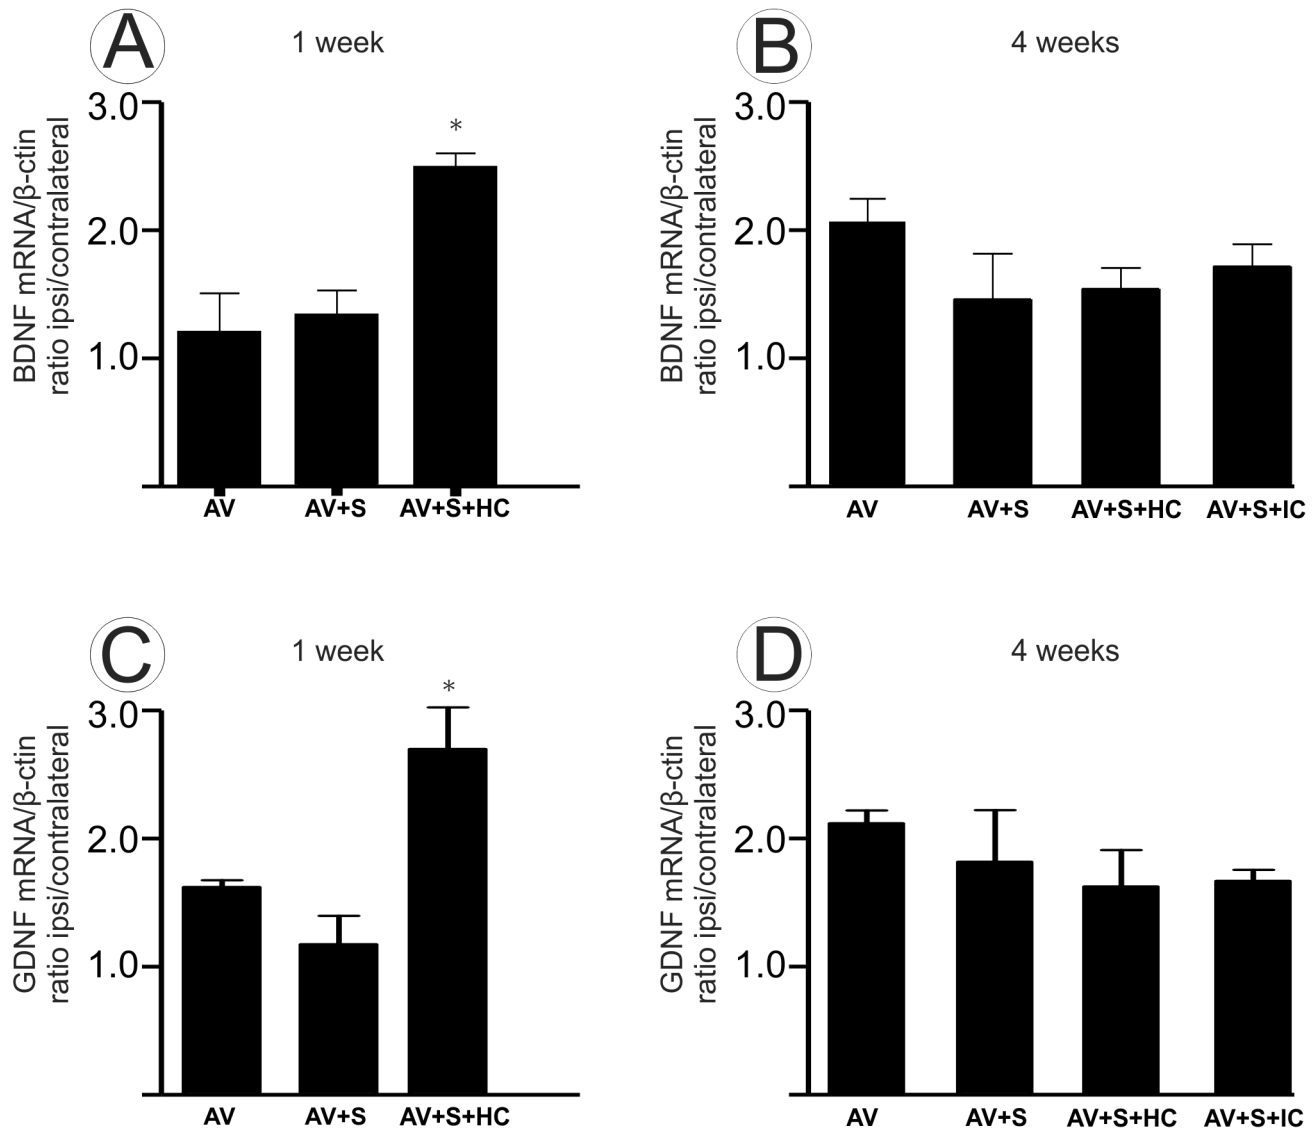 A
1 week
BDNF mRNA/β-ctin
ratio ipsi/contralateral
3.0
*
2.0
1.0
AV AV+S AV+S+HC
B
4 weeks
BDNF mRNA/β-ctin
ratio ipsi/contralateral
3.0
2.0
1.0
AV AV+S AV+S+HC AV+S+IC
C
1 week
GDNF mRNA/β-ctin
ratio ipsi/contralateral
*
3.0
2.0
1.0
AV AV+S AV+S+HC
D
4 weeks
GDNF mRNA/β-ctin
ratio ipsi/contralateral
3.0
2.0
1.0
AV AV+S AV+S+HC AV+S+IC